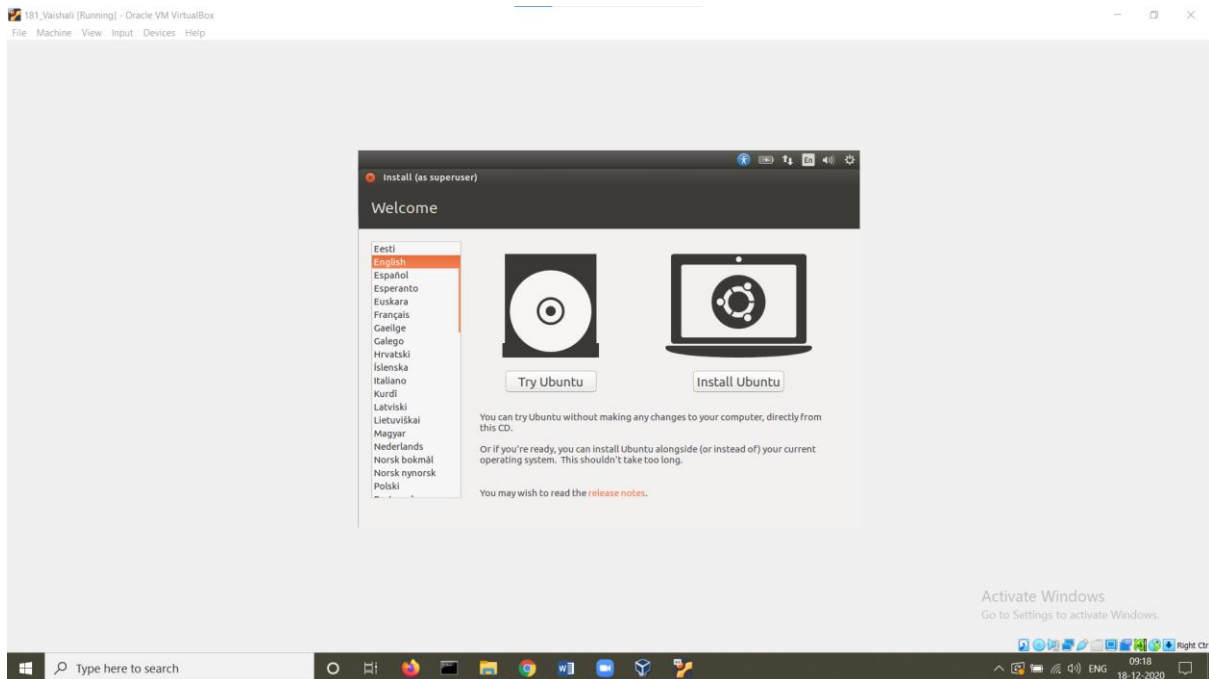 181_Vaishali [Running] - Oracle VM VirtualBox
File Machine View Input Devices Help
En
Install (as superuser)
Welcome
Eesti
English
Español
Esperanto
Euskara
Français
Gaeilge
Galego
Hrvatski
Íslenska
Italiano
Kurdî
Latviski
Lietuviškai
Magyar
Nederlands
Norsk bokmål
Norsk nynorsk
Polski
Try Ubuntu
Install Ubuntu
You can try Ubuntu without making any changes to your computer, directly from
this CD.
Or if you're ready, you can install Ubuntu alongside (or instead of) your current
operating system. This shouldn't take too long.
You may wish to read the release notes.
Activate Windows
Go to Settings to activate Windows.
Right Ctr
Type here to search
ENG
09:18
18-12-2020